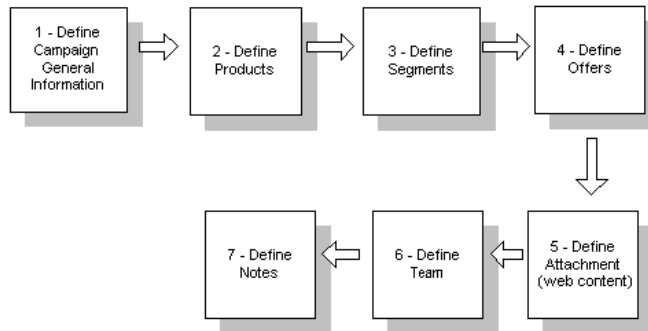 1 - Define
Campaign
General
Information
2 - Define
Products
3 - Define
Segments
4 - Define
Offers
5 - Define
Attachment
(web content)
6 - Define
Team
7 - Define
Notes